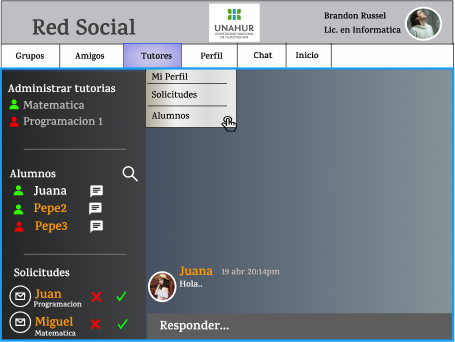 Red Social
UNAHUR
UNIVERSIDAD NACIONAL
DE HURLINGHAM
Brandon Russel
Lic. en Informatica
Grupos
Amigos
Tutores
Perfil
Chat
Inicio
Mi Perfil
Solicitudes
Alumnos
Administrar tutorias
Matematica
Programacion 1
Alumnos
Juana
Pepe2
Pepe3
Solicitudes
Juan
Programacion
Miguel
Matematica
Juana 19 abr 20:14pm
Hola..
Responder...